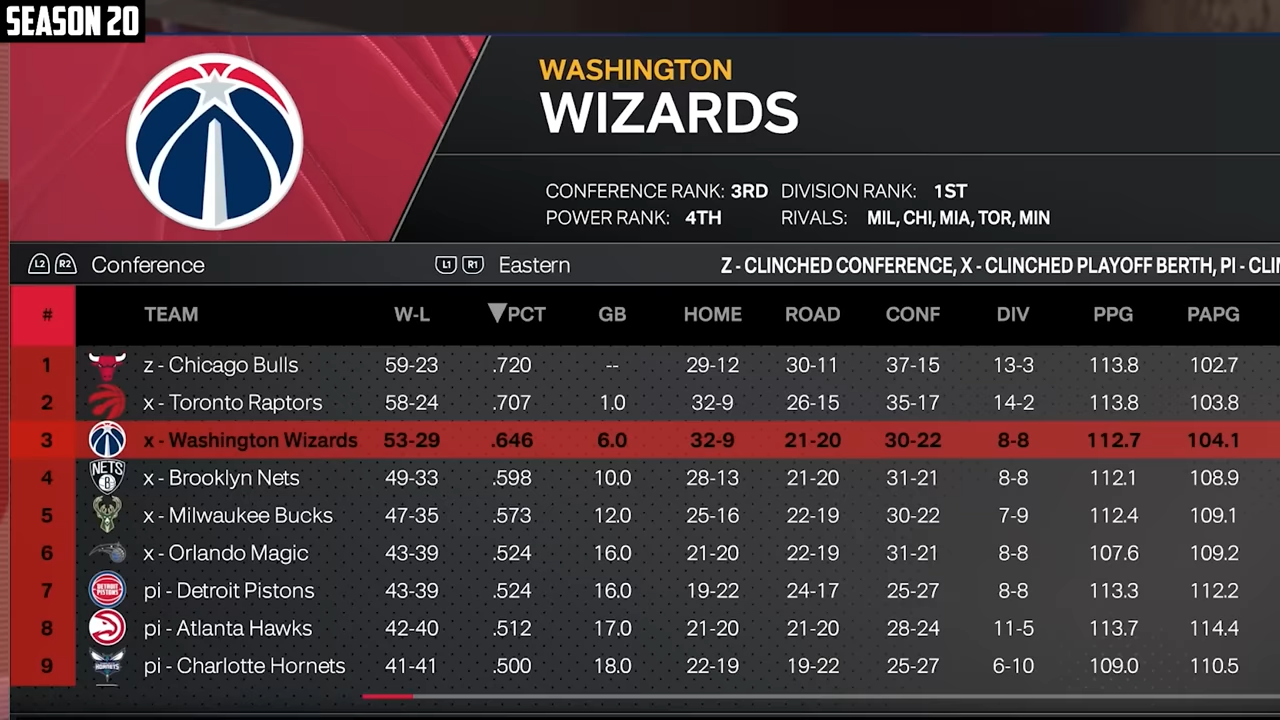 SEASON 20
WASHINGTON
WIZARDS
CONFERENCE RANK: 3RD DIVISION RANK: 1ST
POWER RANK: 4TH RIVALS: MIL, CHI, MIA, TOR, MIN
L2 R2 Conference L1 R1 Eastern Z - CLINCHED CONFERENCE, X - CLINCHED PLAYOFF BERTH, PI - CLI
# TEAM W-L PCT GB HOME ROAD CONF DIV PPG PAPG
1 z - Chicago Bulls 59-23 .720 -- 29-12 30-11 37-15 13-3 113.8 102.7
2 x - Toronto Raptors 58-24 .707 1.0 32-9 26-15 35-17 14-2 113.8 103.8
3 x - Washington Wizards 53-29 .646 6.0 32-9 21-20 30-22 8-8 112.7 104.1
NETS B 4 x - Brooklyn Nets 49-33 .598 10.0 28-13 21-20 31-21 8-8 112.1 108.9
5 x - Milwaukee Bucks 47-35 .573 12.0 25-16 22-19 30-22 7-9 112.4 109.1
6 x - Orlando Magic 43-39 .524 16.0 21-20 22-19 31-21 8-8 107.6 109.2
7 DETROIT PISTONS pi - Detroit Pistons 43-39 .524 16.0 19-22 24-17 25-27 8-8 113.3 112.2
8 pi - Atlanta Hawks 42-40 .512 17.0 21-20 21-20 28-24 11-5 113.7 114.4
9 HORNETS pi - Charlotte Hornets 41-41 .500 18.0 22-19 19-22 25-27 6-10 109.0 110.5